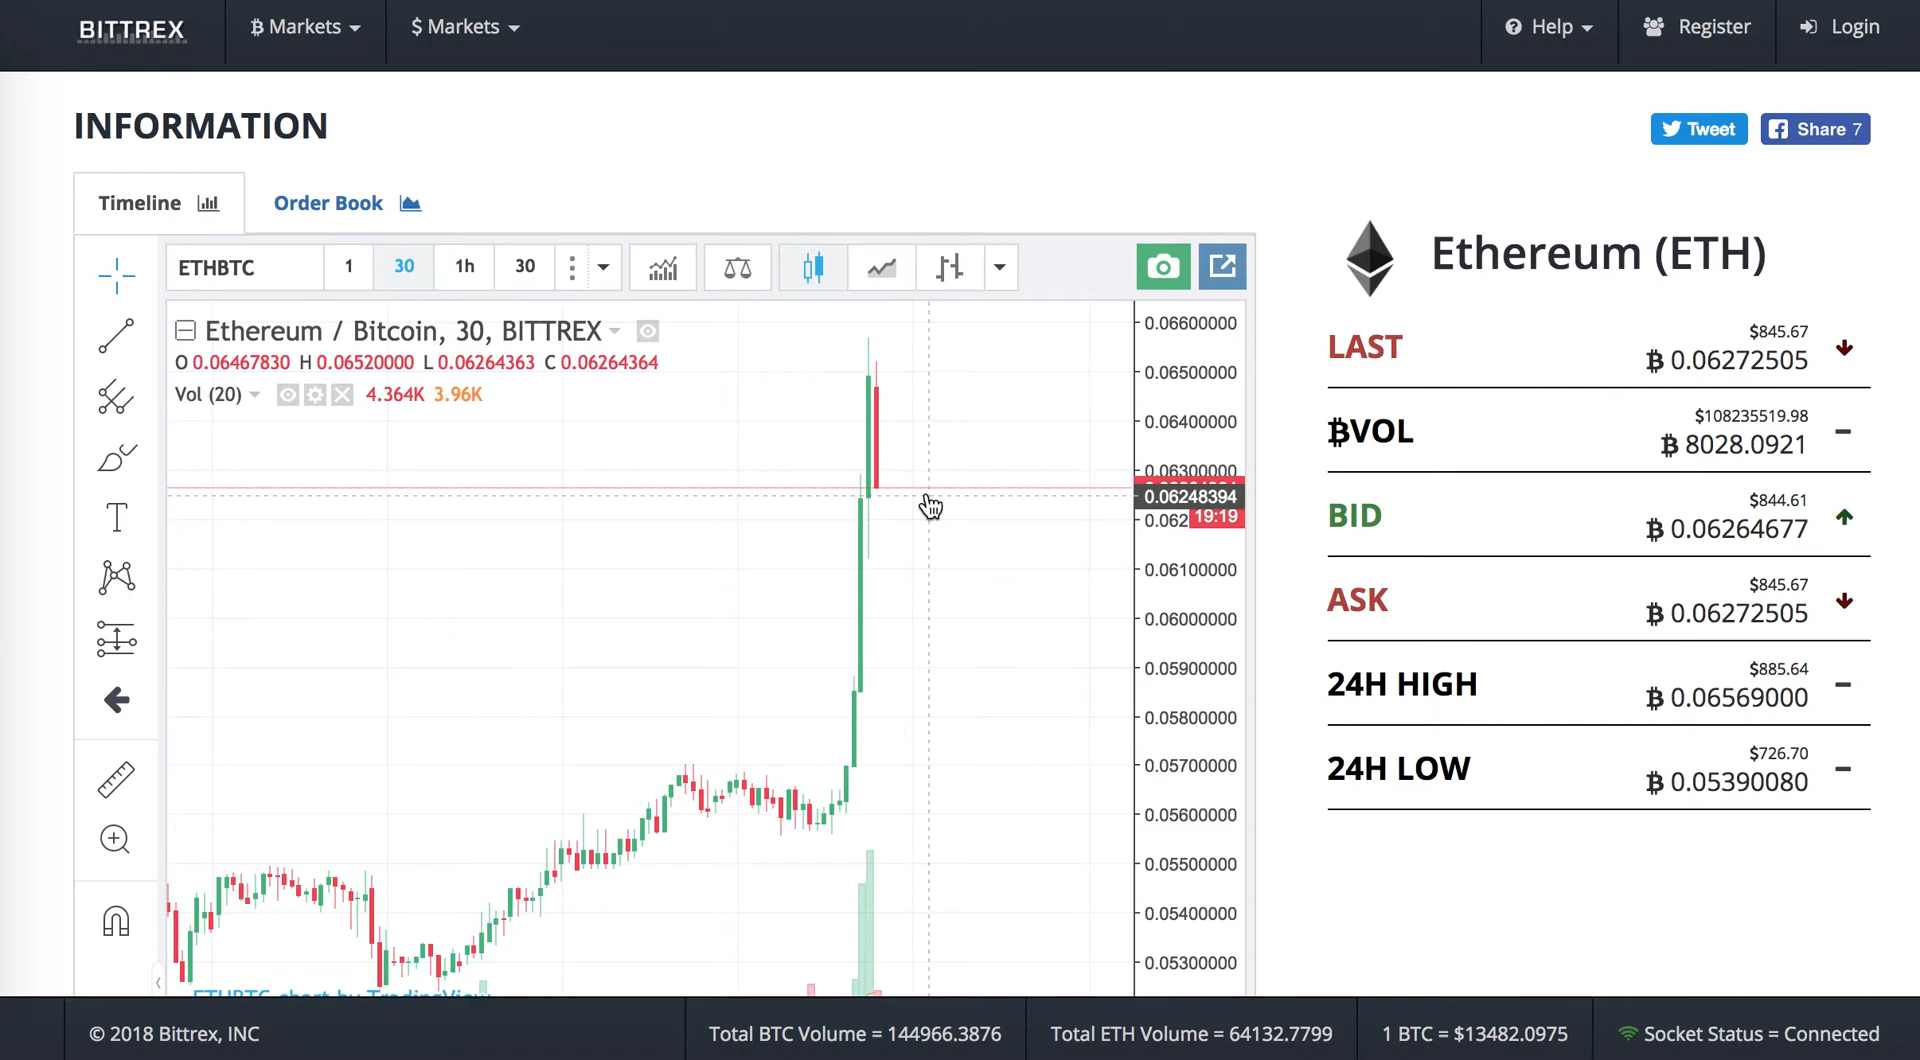 BITTREX
Ƀ Markets
$ Markets
Help
Register
Login
INFORMATION
Tweet
Share 7
Timeline
Order Book
ETHBTC
1
30
1h
30
Ethereum / Bitcoin, 30, BITTREX
O 0.06467830 H 0.06520000 L 0.06264363 C 0.06264364
Vol (20) 4.364K 3.96K
0.06600000
0.06500000
0.06400000
0.06300000
0.06248394
0.062
19:19
0.06100000
0.06000000
0.05900000
0.05800000
0.05700000
0.05600000
0.05500000
0.05400000
0.05300000
ETHBTC chart by TradingView
Ethereum (ETH)
$845.67
LAST Ƀ 0.06272505
$108235519.98
ɃVOL Ƀ 8028.0921
$844.61
BID Ƀ 0.06264677
$845.67
ASK Ƀ 0.06272505
$885.64
24H HIGH Ƀ 0.06569000
$726.70
24H LOW Ƀ 0.05390080
© 2018 Bittrex, INC
Total BTC Volume = 144966.3876
Total ETH Volume = 64132.7799
1 BTC = $13482.0975
Socket Status = Connected